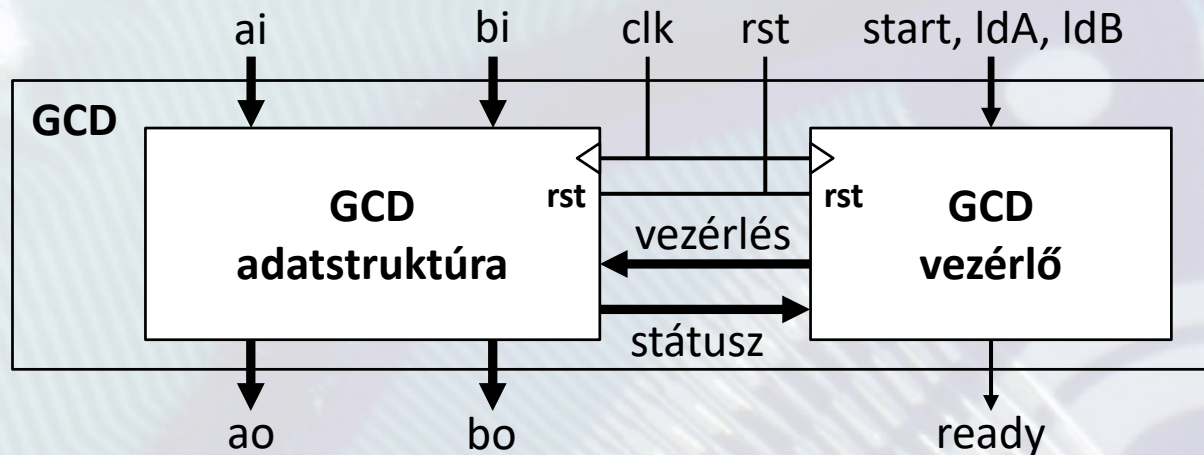 ai
bi
clk
rst
start, ldA, ldB
GCD
GCD
adatstruktúra
rst
rst
GCD
vezérlő
vezérlés
státusz
ao
bo
ready